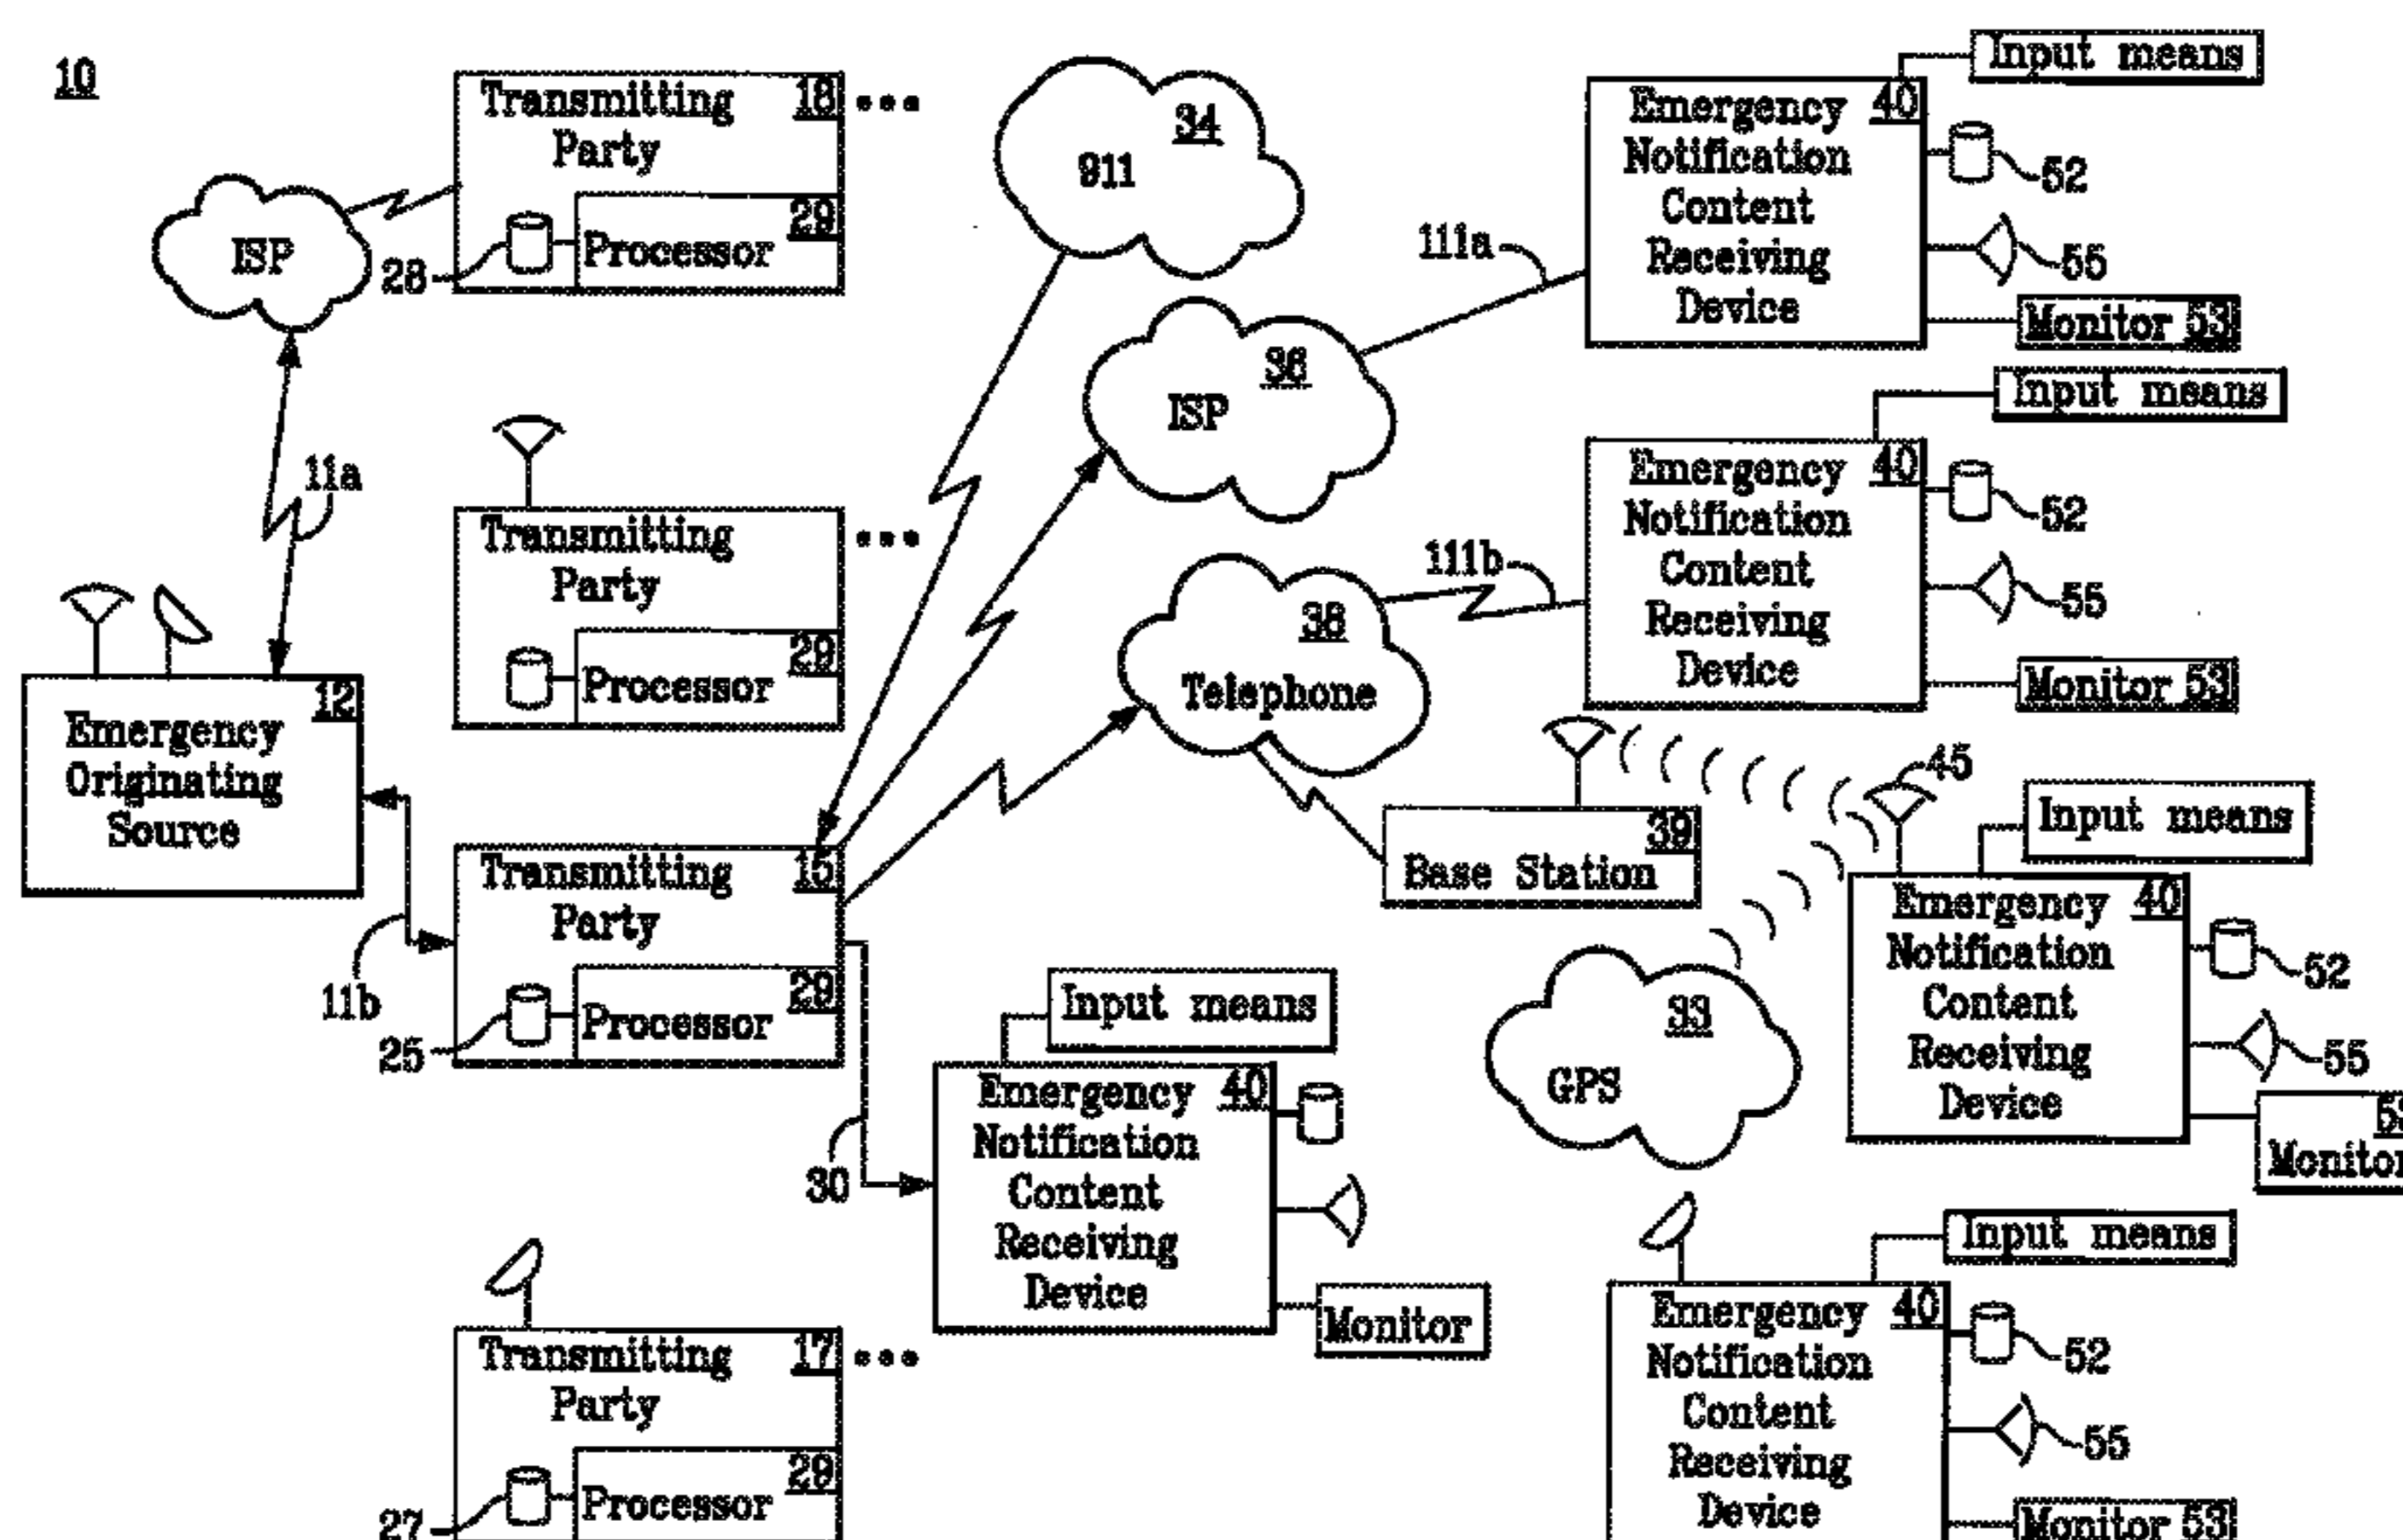 10
Transmitting 18
Party
28
Processor 29
ISP
11a
Transmitting
Party
Processor 29
12
Emergency
Originating
Source
11b
Transmitting 15
Party
25
Processor 29
30
Transmitting 17
Party
27
Processor 29
911 34
ISP 36
Telephone 38
111a
111b
39
Base Station
GPS 33
Input means
Emergency 40
Notification
Content
Receiving
Device
52
55
Monitor 53
Input means
Emergency 40
Notification
Content
Receiving
Device
52
55
Monitor 53
45
Input means
Emergency 40
Notification
Content
Receiving
Device
52
55
Monitor
Input means
Emergency 40
Notification
Content
Receiving
Device
Monitor
Input means
Emergency 40
Notification
Content
Receiving
Device
52
55
Monitor 53